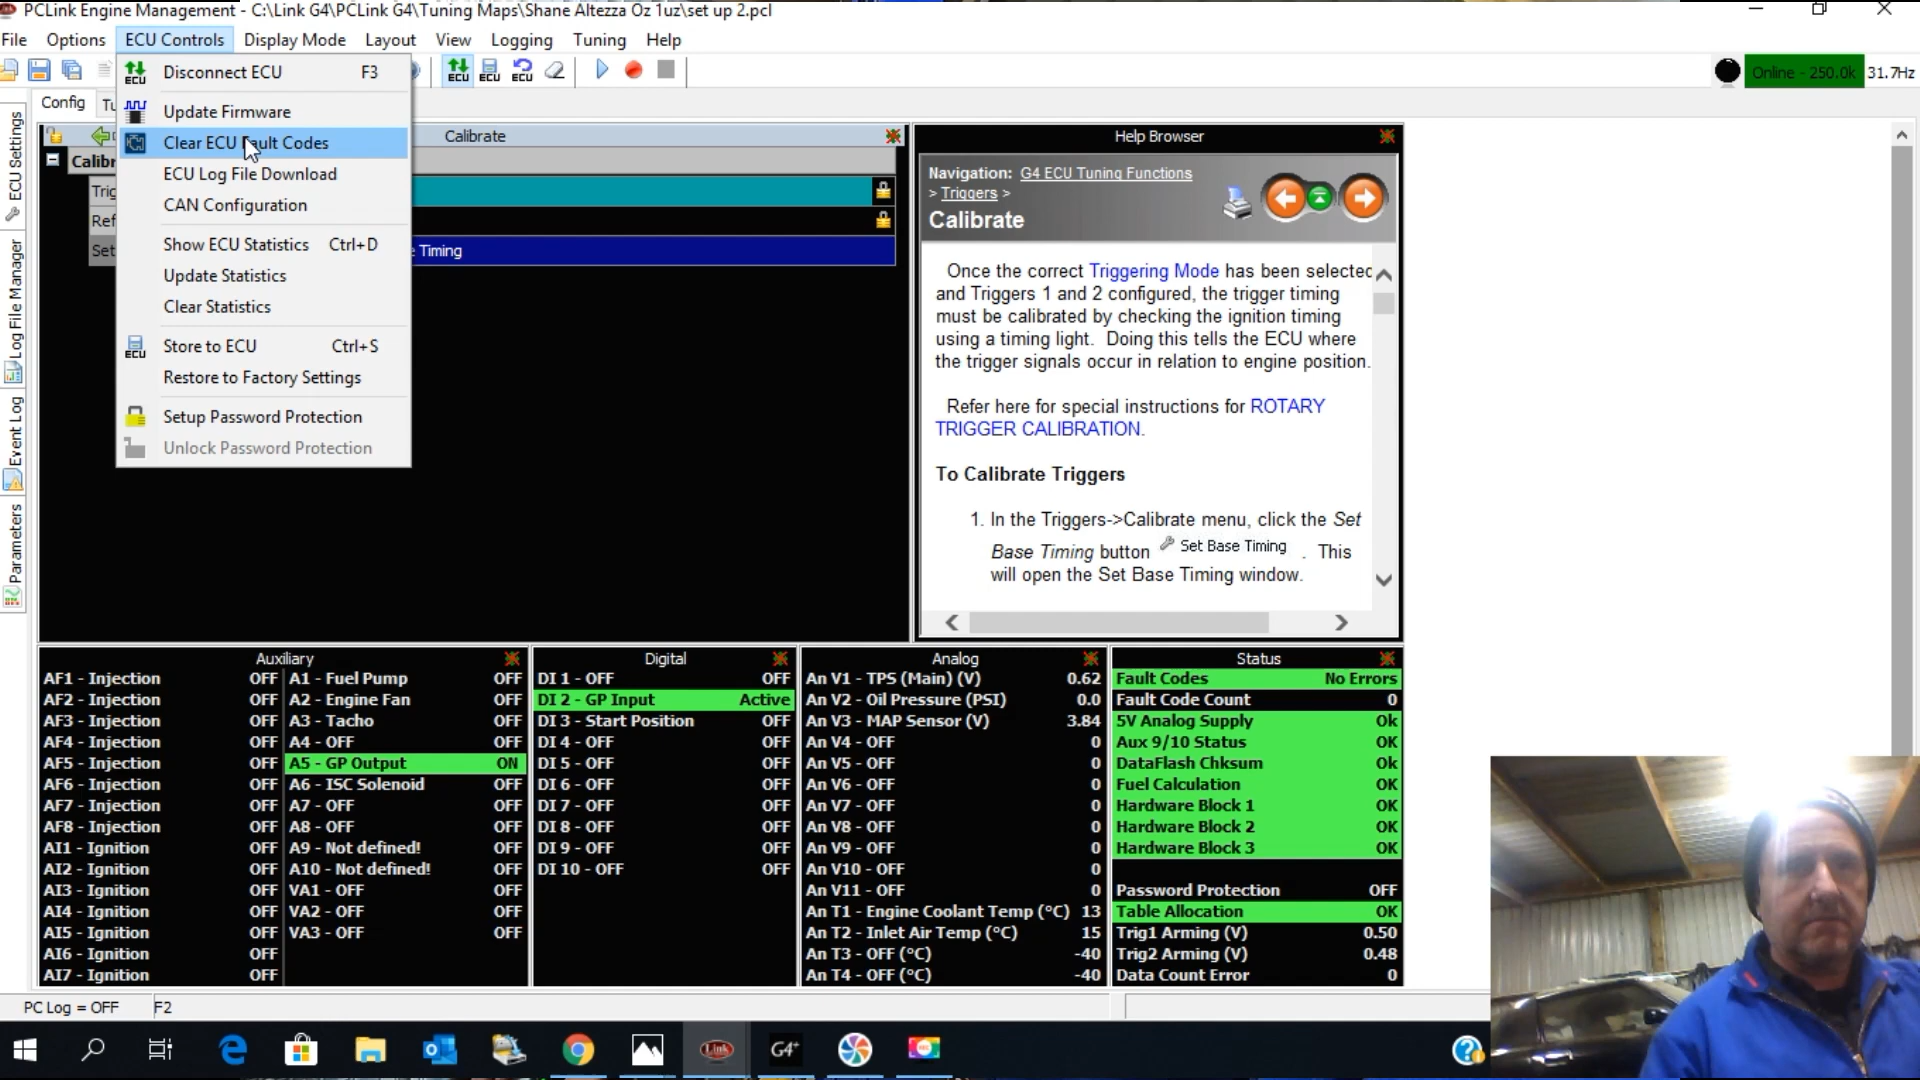 PCLink Engine Management - C:\Link G4\PCLink G4\Tuning Maps\Shane Altezza Oz 1uz\set up 2.pcl
File Options ECU Controls Display Mode Layout View Logging Tuning Help
ECU ECU ECU Online - 250.0k 31.7Hz
Config
ECU Settings
Log File Manager
Event Log
Parameters
Disconnect ECU F3
Update Firmware
Clear ECU Fault Codes
ECU Log File Download
CAN Configuration
Show ECU Statistics Ctrl+D
Update Statistics
Clear Statistics
Store to ECU Ctrl+S
Restore to Factory Settings
Setup Password Protection
Unlock Password Protection
Calibrate
Timing
Help Browser
Navigation: G4 ECU Tuning Functions
> Triggers >
Calibrate
Once the correct Triggering Mode has been selected
and Triggers 1 and 2 configured, the trigger timing
must be calibrated by checking the ignition timing
using a timing light. Doing this tells the ECU where
the trigger signals occur in relation to engine position.
Refer here for special instructions for ROTARY
TRIGGER CALIBRATION.
To Calibrate Triggers
1. In the Triggers->Calibrate menu, click the Set
Base Timing button Set Base Timing . This
will open the Set Base Timing window.
Auxiliary
AF1 - Injection OFF A1 - Fuel Pump OFF
AF2 - Injection OFF A2 - Engine Fan OFF
AF3 - Injection OFF A3 - Tacho OFF
AF4 - Injection OFF A4 - OFF OFF
AF5 - Injection OFF A5 - GP Output ON
AF6 - Injection OFF A6 - ISC Solenoid OFF
AF7 - Injection OFF A7 - OFF OFF
AF8 - Injection OFF A8 - OFF OFF
AI1 - Ignition OFF A9 - Not defined! OFF
AI2 - Ignition OFF A10 - Not defined! OFF
AI3 - Ignition OFF VA1 - OFF OFF
AI4 - Ignition OFF VA2 - OFF OFF
AI5 - Ignition OFF VA3 - OFF OFF
AI6 - Ignition OFF
AI7 - Ignition OFF
Digital
DI 1 - OFF OFF
DI 2 - GP Input Active
DI 3 - Start Position OFF
DI 4 - OFF OFF
DI 5 - OFF OFF
DI 6 - OFF OFF
DI 7 - OFF OFF
DI 8 - OFF OFF
DI 9 - OFF OFF
DI 10 - OFF OFF
Analog
An V1 - TPS (Main) (V) 0.62
An V2 - Oil Pressure (PSI) 0.0
An V3 - MAP Sensor (V) 3.84
An V4 - OFF 0
An V5 - OFF 0
An V6 - OFF 0
An V7 - OFF 0
An V8 - OFF 0
An V9 - OFF 0
An V10 - OFF 0
An V11 - OFF 0
An T1 - Engine Coolant Temp (°C) 13
An T2 - Inlet Air Temp (°C) 15
An T3 - OFF (°C) -40
An T4 - OFF (°C) -40
Status
Fault Codes No Errors
Fault Code Count 0
5V Analog Supply Ok
Aux 9/10 Status OK
DataFlash Chksum Ok
Fuel Calculation OK
Hardware Block 1 OK
Hardware Block 2 OK
Hardware Block 3 OK
Password Protection OFF
Table Allocation OK
Trig1 Arming (V) 0.50
Trig2 Arming (V) 0.48
Data Count Error 0
PC Log = OFF F2
Link G4+